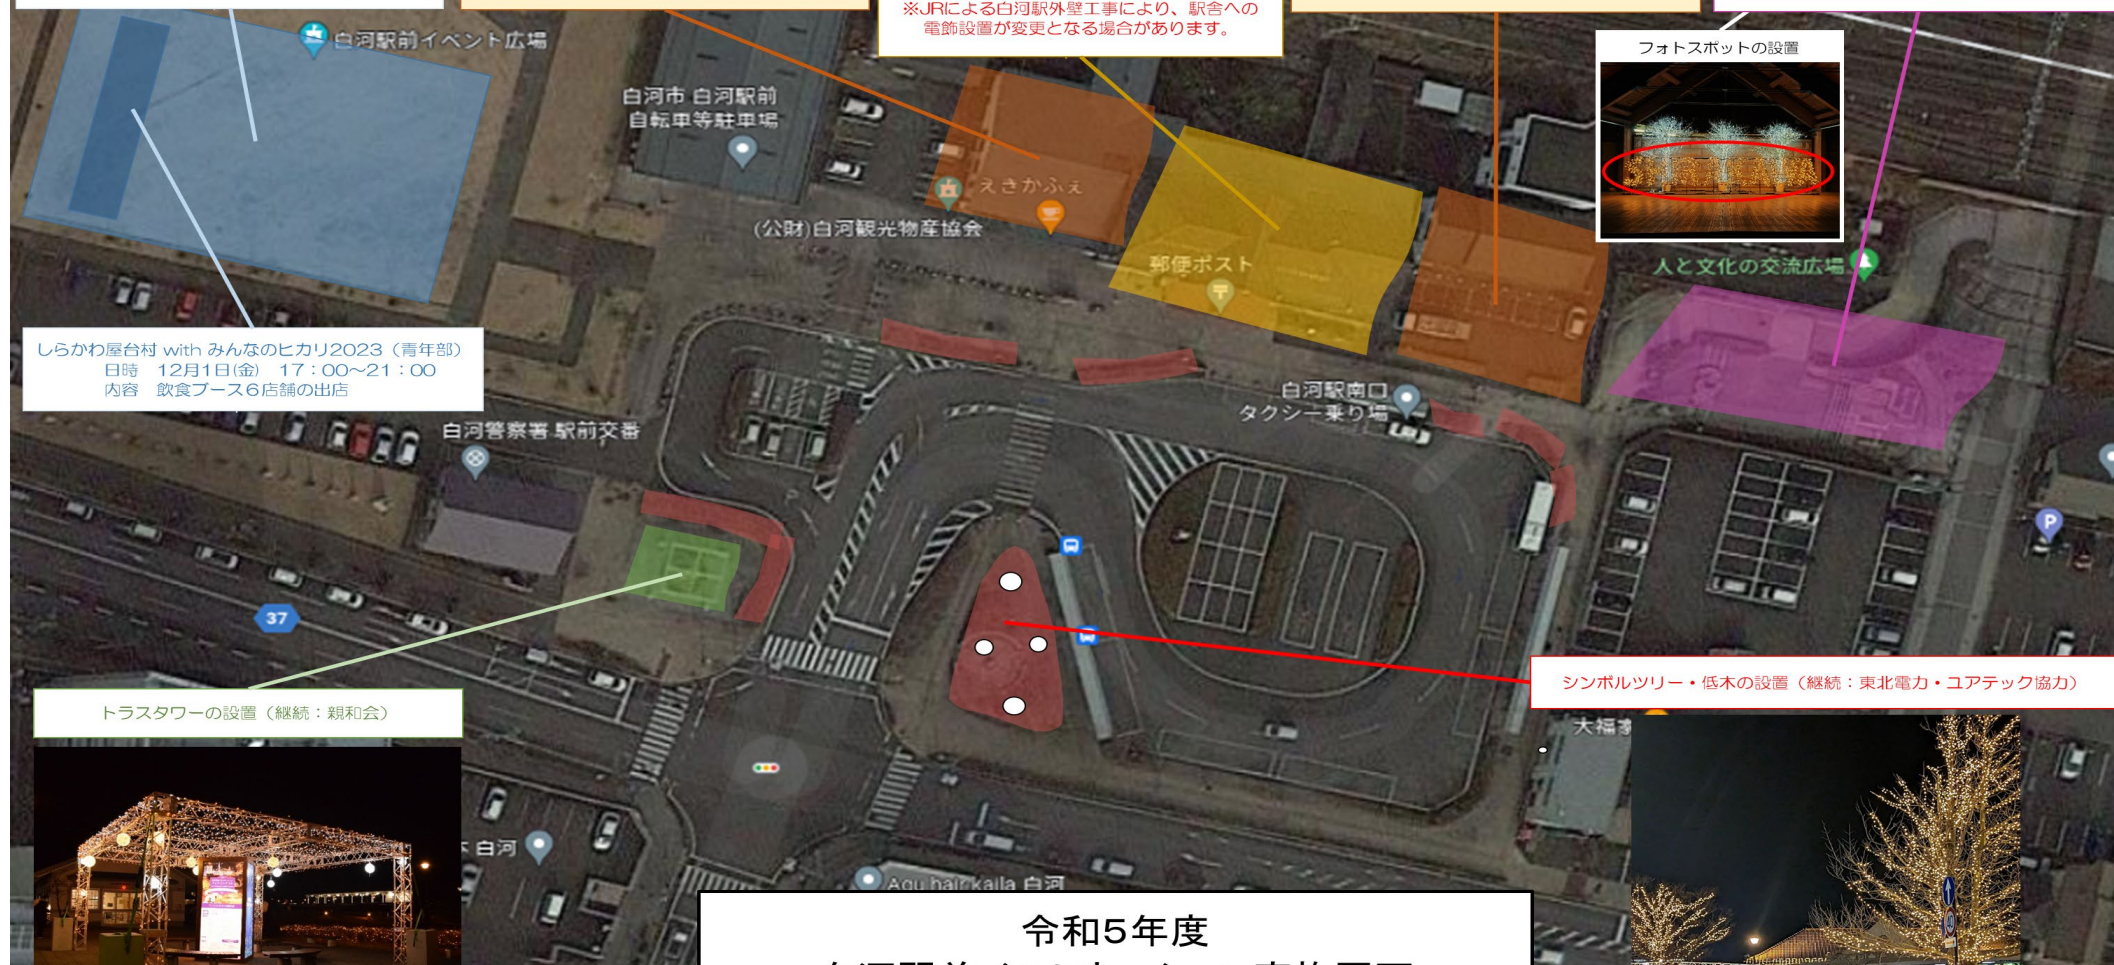 ※JRによる白河駅外壁工事により、駅舎への
電飾設置が変更となる場合があります。
白河駅前イベント広場
フォトスポットの設置
白河市 白河駅前
自転車等駐車場
えきかふぇ
(公財)白河観光物産協会
郵便ポスト
人と文化の交流広場
しらかわ屋台村 with みんなのヒカリ2023（青年部）
日時　12月1日(金)　17：00～21：00
内容　飲食ブース６店舗の出店
白河駅南口
タクシー乗り場
白河警察署 駅前交番
P
37
シンボルツリー・低木の設置（継続：東北電力・ユアテック協力）
トラスタワーの設置（継続：親和会）
大福家
白河
Agu hair kaila 白河
令和5年度